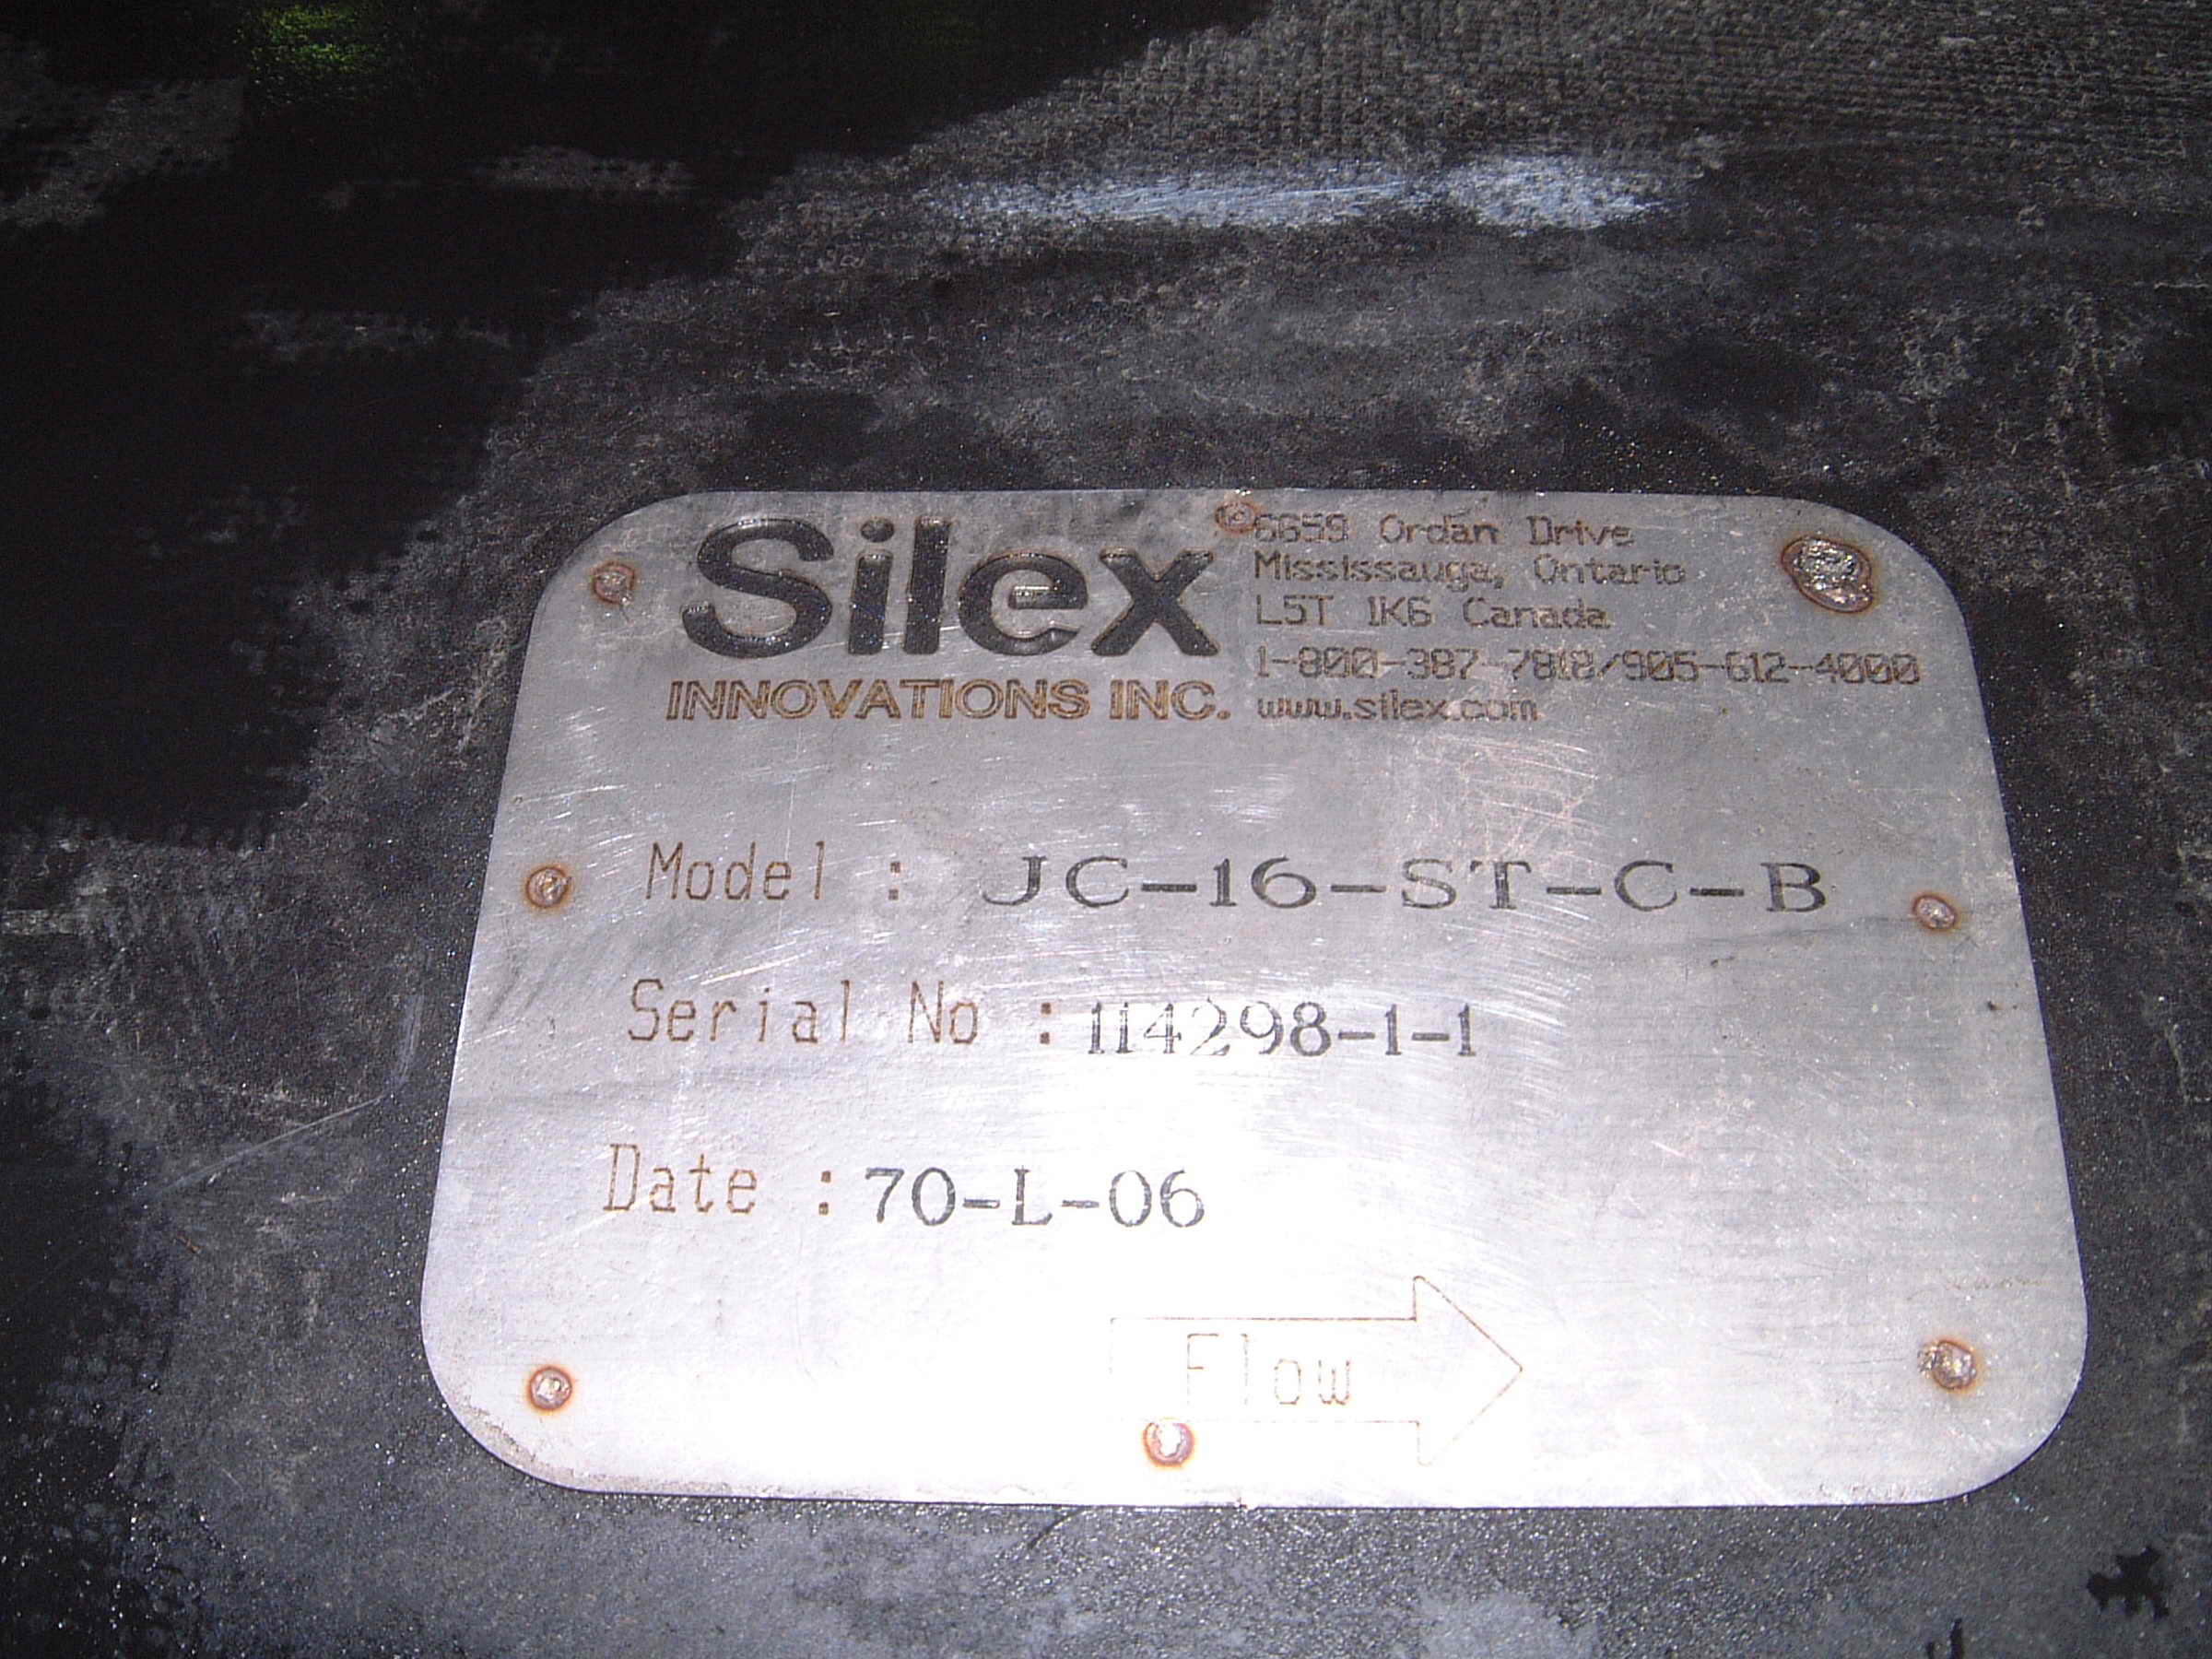 Silex
INNOVATIONS INC.
6659 Ordan Drive
Mississauga, Ontario
L5T 1K6 Canada
1-800-387-7818/905-612-4000
www.silex.com
Model : JC-16-ST-C-B
Serial No : 114298-1-1
Date : 70-L-06
Flow